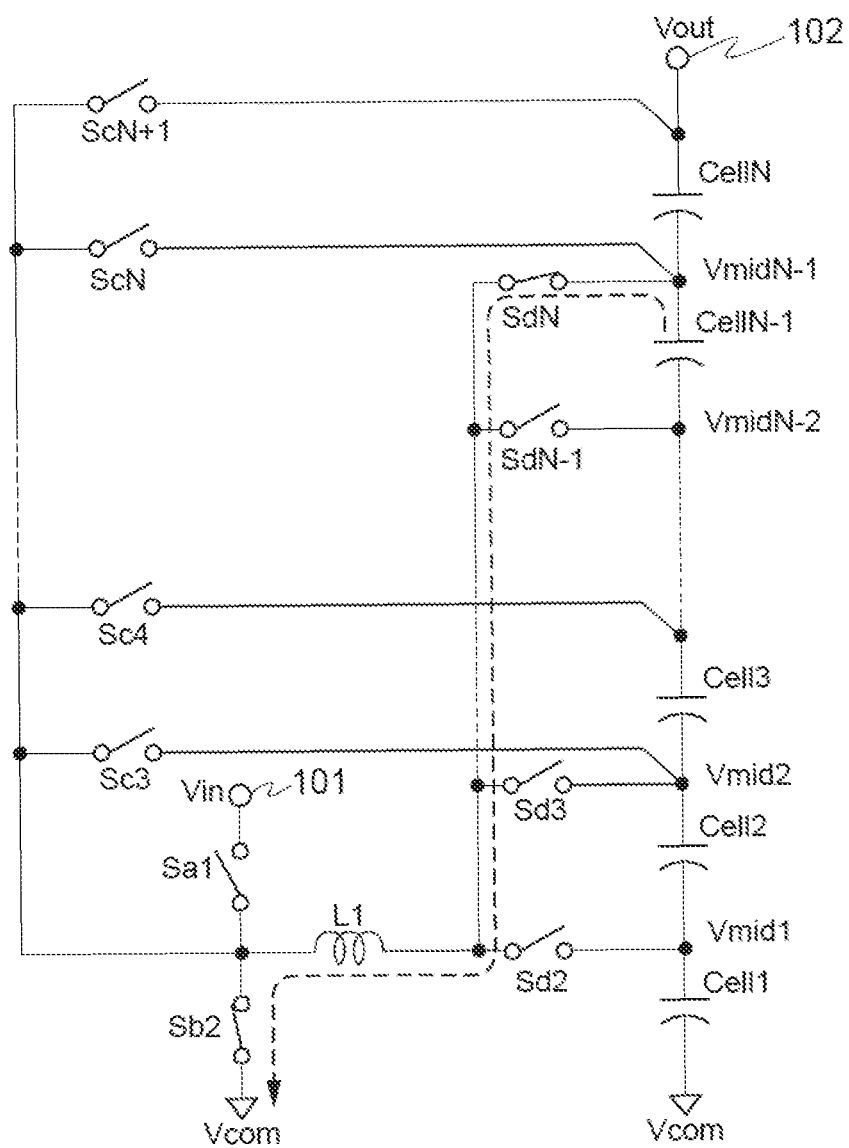 Vout
102
ScN+1
CellN
ScN
VmidN-1
SdN
CellN-1
SdN-1
VmidN-2
Sc4
Cell3
Sc3
Vin
101
Sd3
Vmid2
Sa1
Cell2
L1
Vmid1
Sb2
Sd2
Cell1
Vcom
Vcom